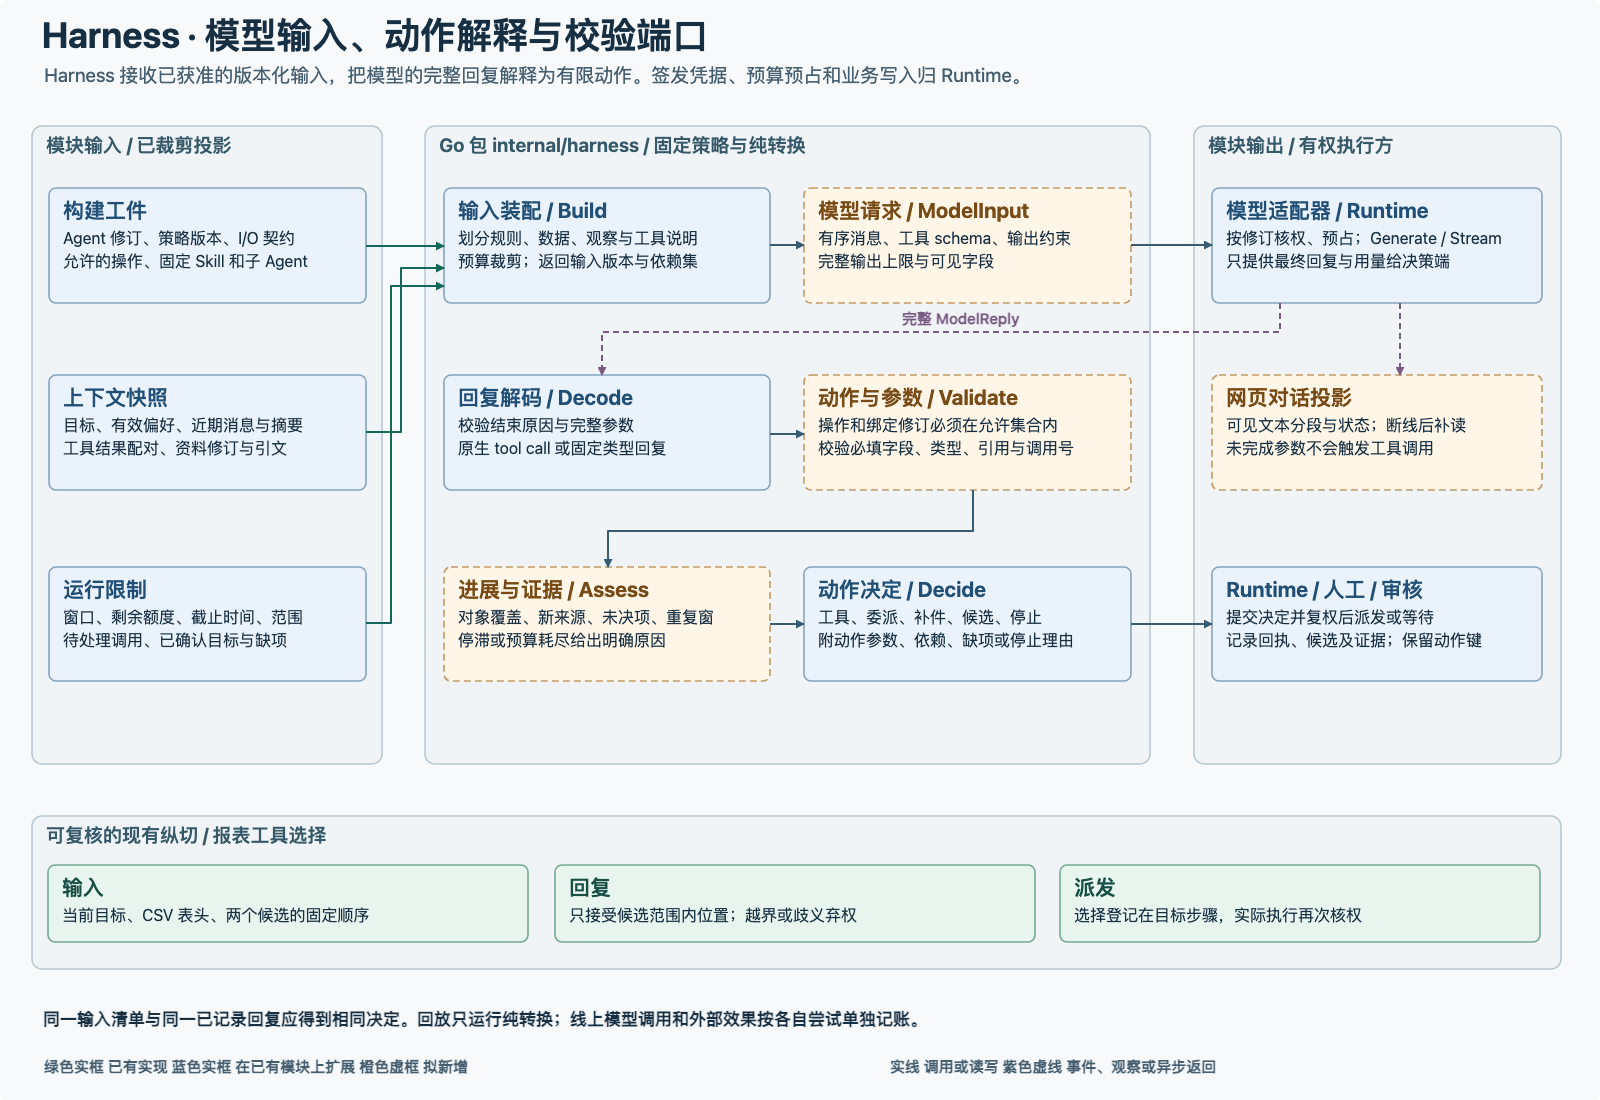 Harness · 模型输入、动作解释与校验端口
Harness 接收已获准的版本化输入，把模型的完整回复解释为有限动作。签发凭据、预算预占和业务写入归 Runtime。
模块输入 / 已裁剪投影
构建工件
Agent 修订、策略版本、I/O 契约
允许的操作、固定 Skill 和子 Agent
上下文快照
目标、有效偏好、近期消息与摘要
工具结果配对、资料修订与引文
运行限制
窗口、剩余额度、截止时间、范围
待处理调用、已确认目标与缺项
Go 包 internal/harness / 固定策略与纯转换
输入装配 / Build
划分规则、数据、观察与工具说明
预算裁剪；返回输入版本与依赖集
模型请求 / ModelInput
有序消息、工具 schema、输出约束
完整输出上限与可见字段
完整 ModelReply
回复解码 / Decode
校验结束原因与完整参数
原生 tool call 或固定类型回复
动作与参数 / Validate
操作和绑定修订必须在允许集合内
校验必填字段、类型、引用与调用号
进展与证据 / Assess
对象覆盖、新来源、未决项、重复窗
停滞或预算耗尽给出明确原因
动作决定 / Decide
工具、委派、补件、候选、停止
附动作参数、依赖、缺项或停止理由
模块输出 / 有权执行方
模型适配器 / Runtime
按修订核权、预占；Generate / Stream
只提供最终回复与用量给决策端
网页对话投影
可见文本分段与状态；断线后补读
未完成参数不会触发工具调用
Runtime / 人工 / 审核
提交决定并复权后派发或等待
记录回执、候选及证据；保留动作键
可复核的现有纵切 / 报表工具选择
输入
当前目标、CSV 表头、两个候选的固定顺序
回复
只接受候选范围内位置；越界或歧义弃权
派发
选择登记在目标步骤，实际执行再次核权
同一输入清单与同一已记录回复应得到相同决定。回放只运行纯转换；线上模型调用和外部效果按各自尝试单独记账。
绿色实框 已有实现 蓝色实框 在已有模块上扩展 橙色虚框 拟新增
实线 调用或读写 紫色虚线 事件、观察或异步返回